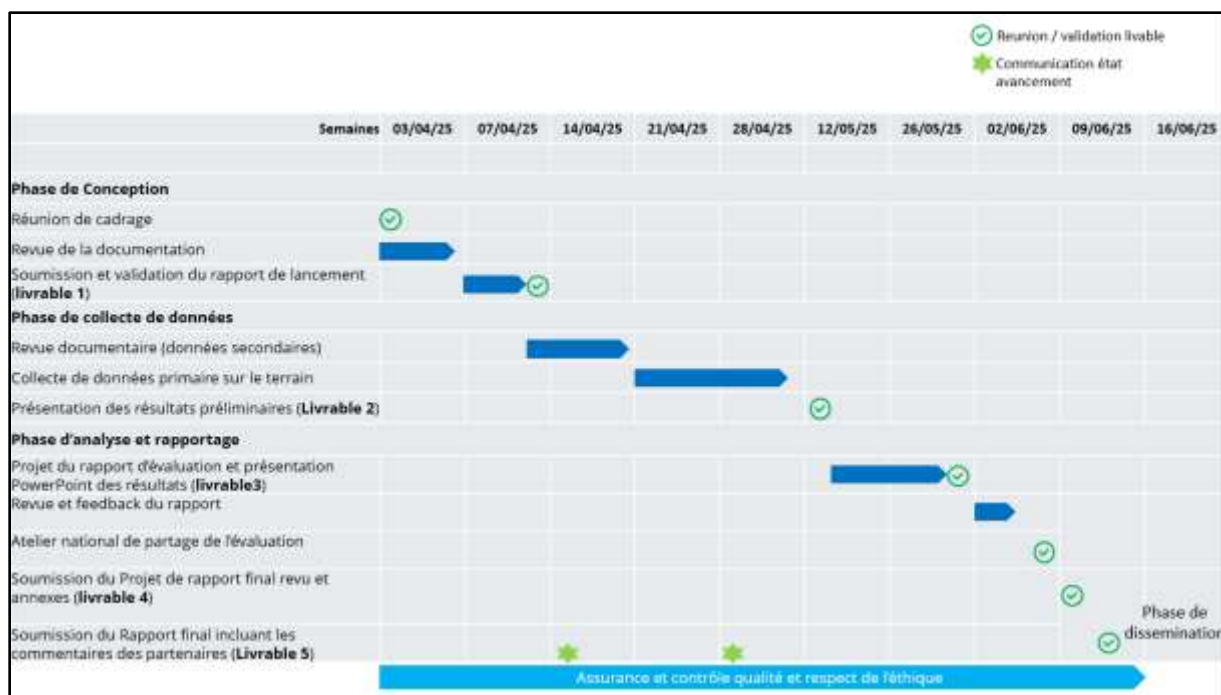 Reunion / validation livable
Communication état
avancement
Semaines 03/04/25 07/04/25 14/04/25 21/04/25 28/04/25 12/05/25 26/05/25 02/06/25 09/06/25 16/06/25
Phase de Conception
Réunion de cadrage
Revue de la documentation
Soumission et validation du rapport de lancement
(livrable 1)
Phase de collecte de données
Revue documentaire (données secondaires)
Collecte de données primaire sur le terrain
Présentation des résultats préliminaires (Livrable 2)
Phase d'analyse et rapportage
Projet du rapport d'évaluation et présentation
PowerPoint des résultats (livrable3)
Revue et feedback du rapport
Atelier national de partage de l'évaluation
Soumission du Projet de rapport final revu et
annexes (livrable 4)
Phase de
dissemination
Soumission du Rapport final incluant les
commentaires des partenaires (Livrable 5)
Assurance et contrôle qualité et respect de l'éthique